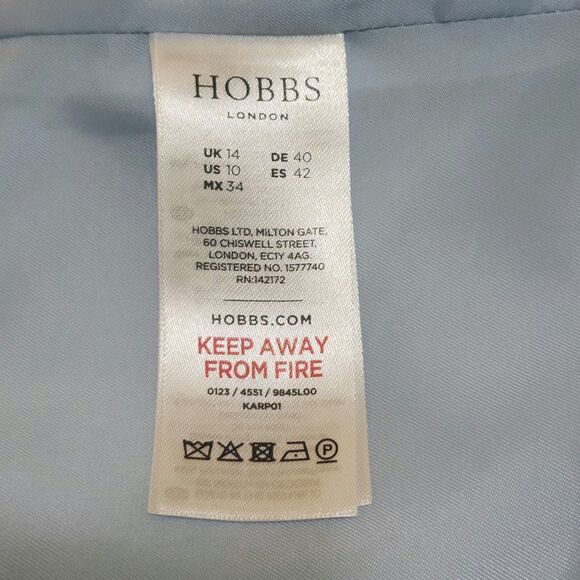 HOBBS
LONDON
UK 14 DE 40
US 10 ES 42
MX 34
HOBBS LTD, MILTON GATE,
60 CHISWELL STREET,
LONDON, EC1Y 4AG.
REGISTERED NO. 1577740
RN:142172
HOBBS.COM
KEEP AWAY
FROM FIRE
0123 / 4551 / 9845L00
KARP01
P